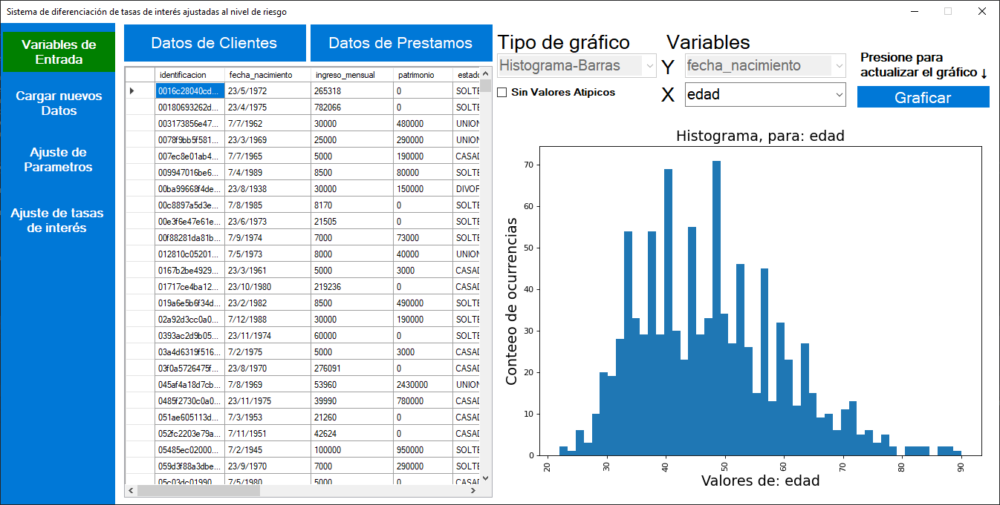 Sistema de diferenciación de tasas de interés ajustadas al nivel de riesgo
Variables de
Entrada
Cargar nuevos
Datos
Ajuste de
Parametros
Ajuste de tasas
de interés
Datos de Clientes
Datos de Prestamos
identificacion fecha_nacimiento ingreso_mensual patrimonio estado
0016c28040cd... 23/5/1972 265318 0 SOLTE
00180693262d... 23/4/1975 782066 0 SOLTE
003173856e47... 7/7/1962 30000 480000 UNION
0078f9bb5f581... 23/3/1969 25000 290000 UNION
007ec8e01ab4... 7/7/1965 5000 190000 CASAD
009947016be6... 7/4/1989 8500 80000 SOLTE
00ba99668f4de... 23/8/1938 30000 150000 DIVOF
00c8897a5d3e... 7/8/1985 8170 0 SOLTE
00e3f6e47e61e... 23/6/1973 21505 0 SOLTE
00f88281da81b... 7/9/1974 7000 73000 SOLTE
012810c05201... 7/5/1973 8000 40000 UNION
0167b2be4929... 23/3/1961 5000 3000 CASAD
01717ce4ba12... 23/10/1980 219236 0 CASAD
019a6e5b6f34d... 23/2/1982 8500 490000 SOLTE
02a92d3cc0a0... 7/12/1988 30000 190000 SOLTE
0393ac2d9b05... 23/11/1974 60000 0 SOLTE
03a4d6319f516... 7/2/1975 5000 3000 CASAD
03f0a5726475f... 23/8/1970 276091 0 CASAD
045af4a18d7cb... 7/8/1969 53960 2430000 UNION
0485f2730c0a0... 23/11/1975 39990 780000 CASAD
051ae605113d... 7/3/1953 21260 0 CASAD
052fc2203e79a... 7/11/1951 42624 0 CASAD
05485ec02000... 7/2/1945 100000 950000 SOLTE
059d3f88a3dbe... 23/9/1970 7000 290000 SOLTE
05c03dc01990... 7/5/1980 5000 0 CASAD
Tipo de gráfico
Histograma-Barras
Sin Valores Atipicos
Variables
Y fecha_nacimiento
X edad
Presione para
actualizar el gráfico ↓
Graficar
Histograma, para: edad
Conteeo de ocurrencias
70
60
50
40
30
20
10
0
20 30 40 50 60 70 80 90
Valores de: edad